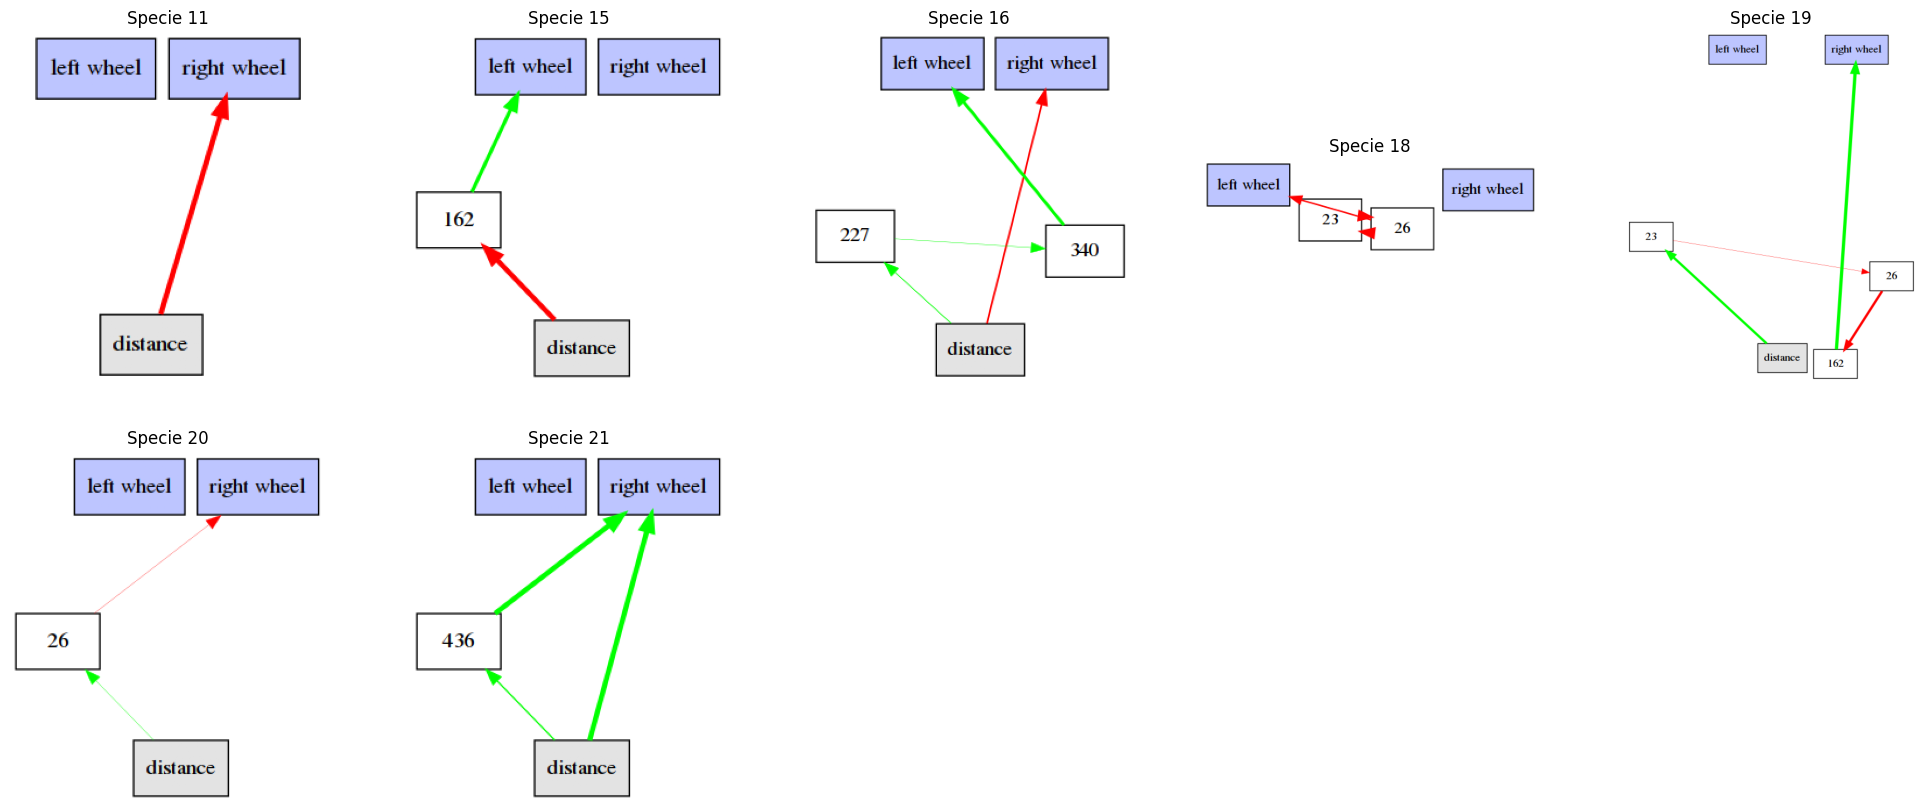 Specie 11
left wheel
right wheel
distance
Specie 15
left wheel
right wheel
162
distance
Specie 16
left wheel
right wheel
227
340
distance
Specie 18
left wheel
right wheel
23
26
Specie 19
left wheel
right wheel
23
26
distance
162
Specie 20
left wheel
right wheel
26
distance
Specie 21
left wheel
right wheel
436
distance